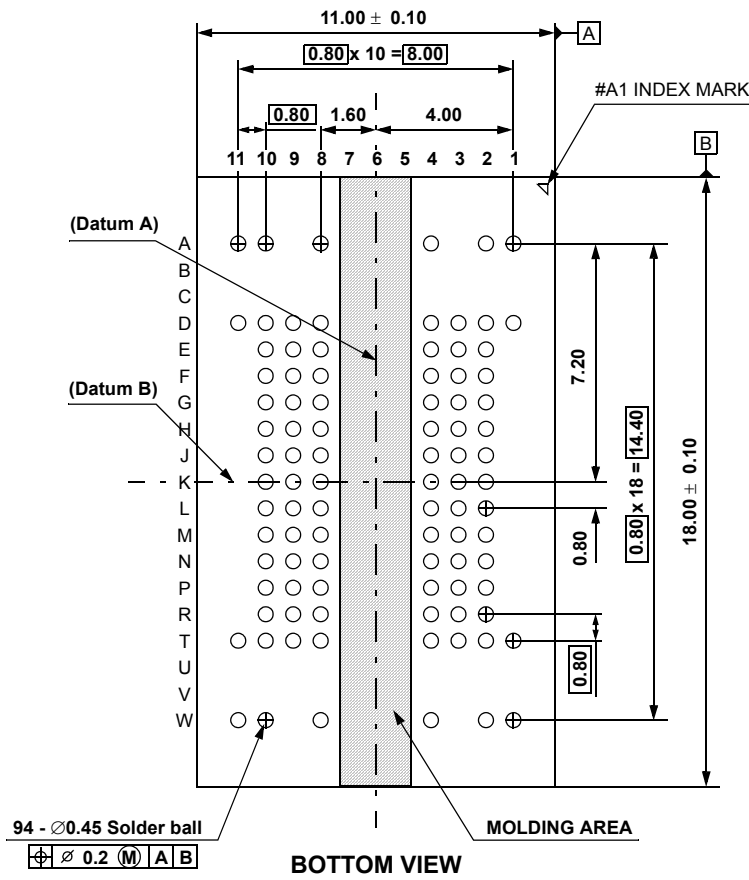 11.00 ± 0.10
A
0.80 x 10 = 8.00
#A1 INDEX MARK
0.80 1.60 4.00
B
11 10 9 8 7 6 5 4 3 2 1
(Datum A)
A
B
C
D
E
F
7.20
(Datum B)
G
H
J
K
0.80 x 18 = 14.40
18.00 ± 0.10
L
M
0.80
N
P
R
T
U
0.80
V
W
94 - ∅0.45 Solder ball
MOLDING AREA
⌖ ∅ 0.2 Ⓜ A B
BOTTOM VIEW